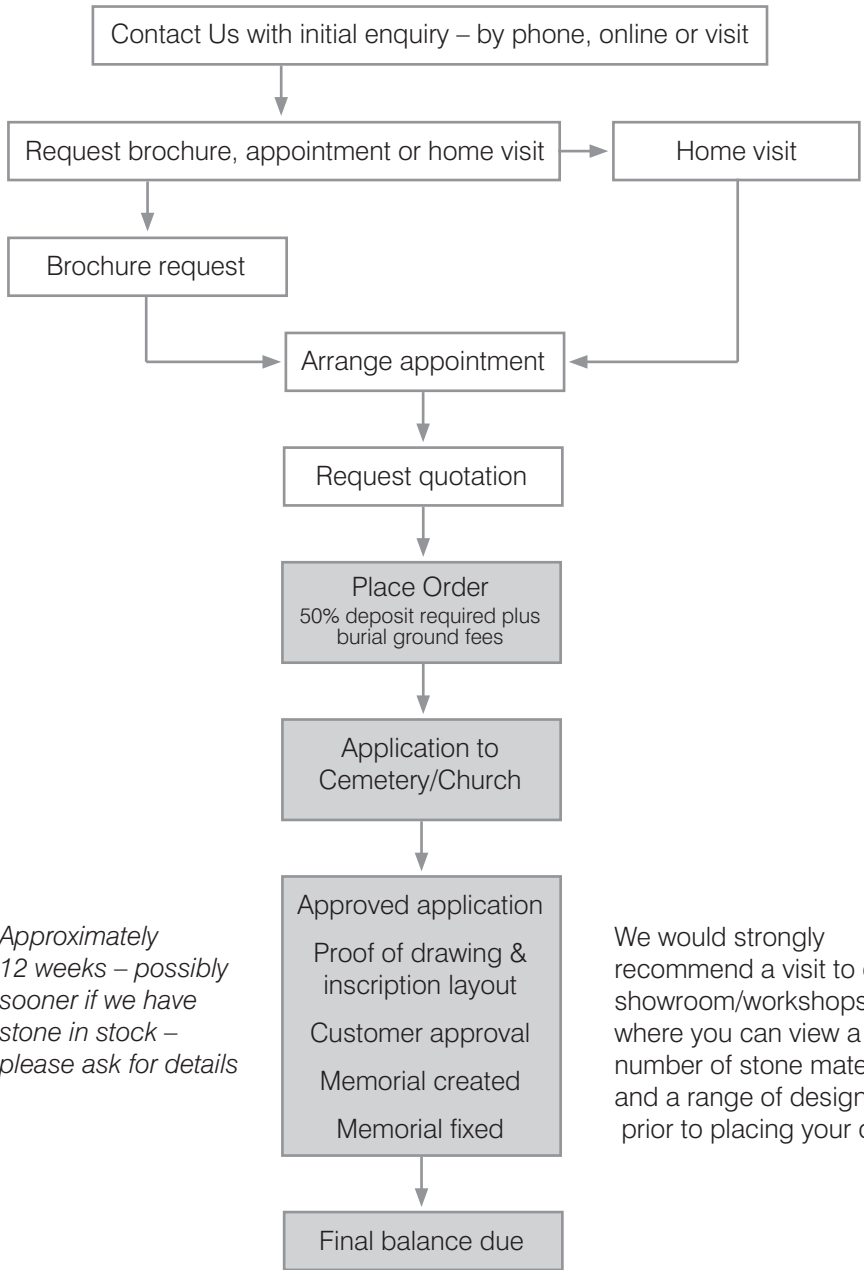 Contact Us with initial enquiry – by phone, online or visit
Request brochure, appointment or home visit
Home visit
Brochure request
Arrange appointment
Request quotation
Place Order
50% deposit required plus
burial ground fees
Application to
Cemetery/Church
Approved application
Proof of drawing &
inscription layout
Customer approval
Memorial created
Memorial fixed
Approximately
12 weeks – possibly
sooner if we have
stone in stock –
please ask for details
We would strongly
recommend a visit to
showroom/workshops
where you can view a
number of stone
and a range of
prior to placing your
Final balance due